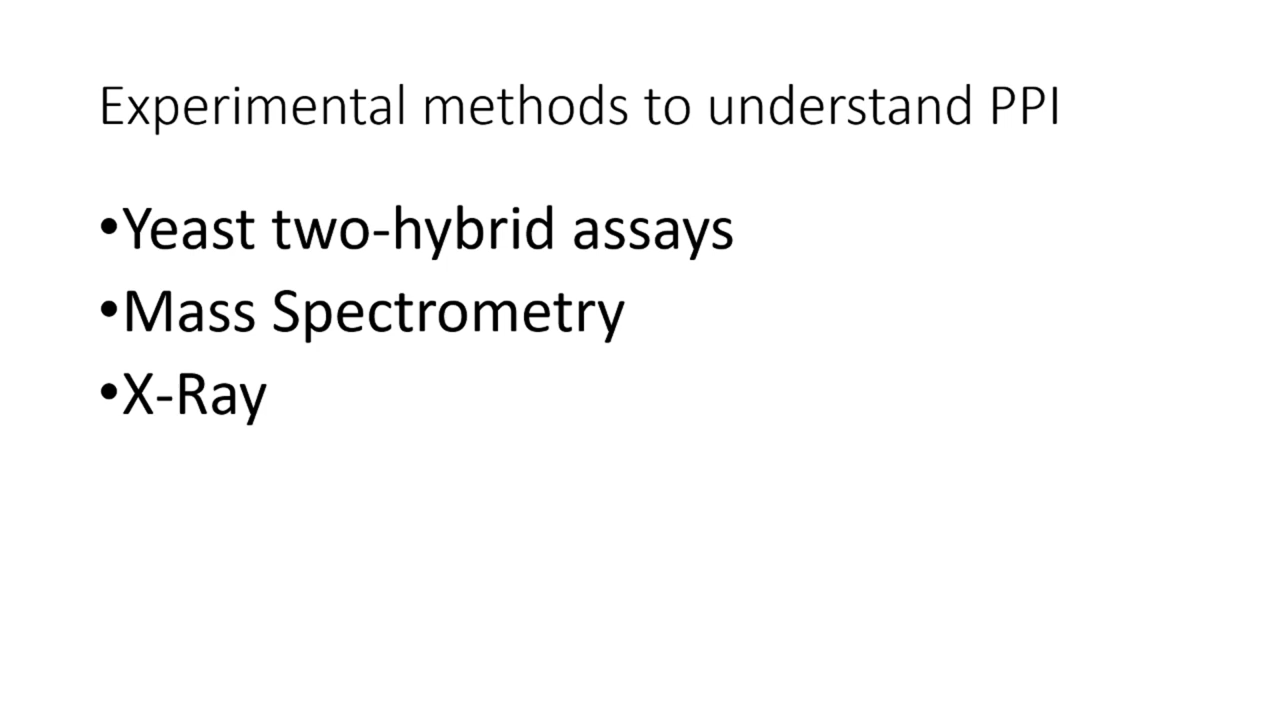 Experimental methods to understand PPI
•Yeast two-hybrid assays
•Mass Spectrometry
•X-Ray